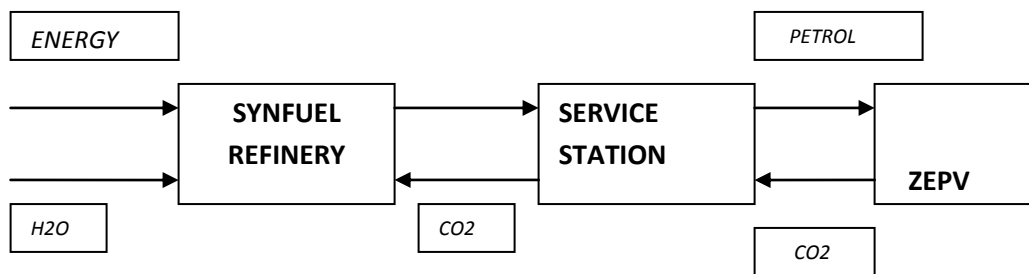 ENERGY
PETROL
SYNFUEL
REFINERY
SERVICE
STATION
ZEPV
H2O
CO2
CO2